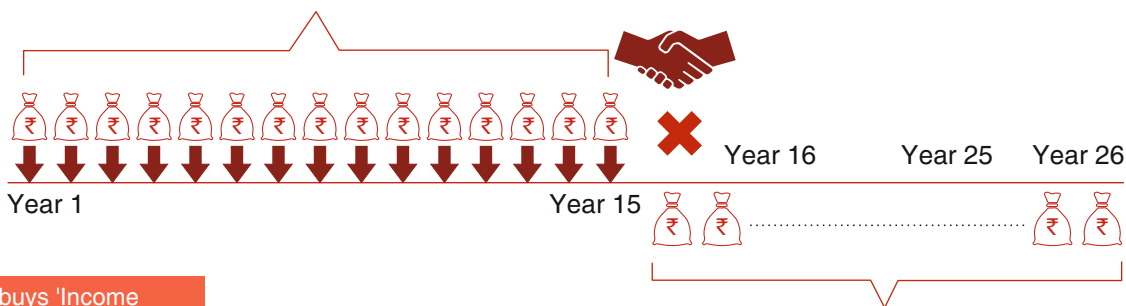 ₹ ₹ ₹ ₹ ₹ ₹ ₹ ₹ ₹ ₹ ₹ ₹ ₹ ₹ ₹
Year 16 Year 25 Year 26
Year 1 Year 15
₹ ₹ ₹ ₹
buys 'Income